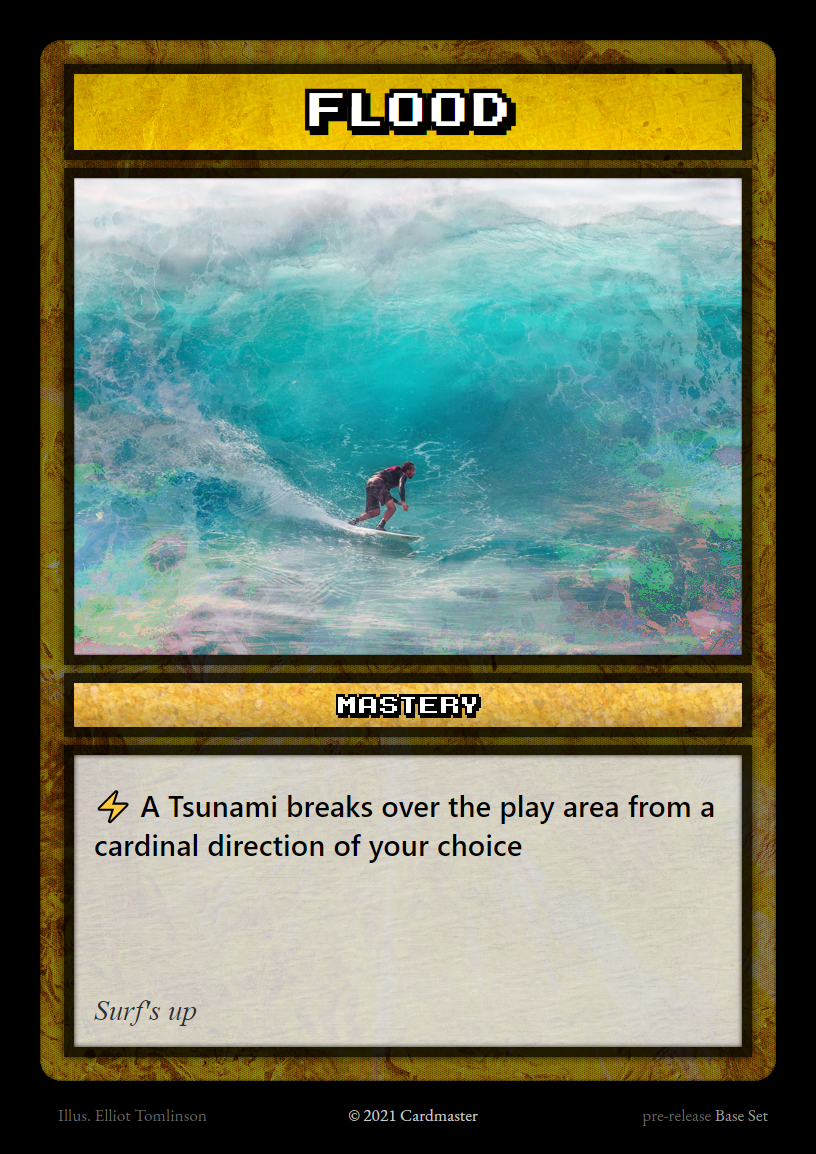 FLOOD
MASTERY
⚡ A Tsunami breaks over the play area from a
cardinal direction of your choice
Surf's up
Illus. Elliot Tomlinson
© 2021 Cardmaster
pre-release Base Set